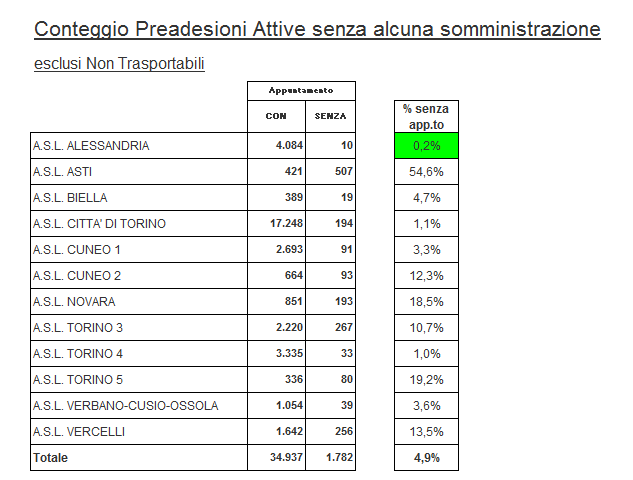 Conteggio Preadesioni Attive senza alcuna somministrazione
esclusi Non Trasportabili
Appuntamento
CON SENZA % senza
app.to
A.S.L. ALESSANDRIA 4.084 10 0,2%
A.S.L. ASTI 421 507 54,6%
A.S.L. BIELLA 389 19 4,7%
A.S.L. CITTA' DI TORINO 17.248 194 1,1%
A.S.L. CUNEO 1 2.693 91 3,3%
A.S.L. CUNEO 2 664 93 12,3%
A.S.L. NOVARA 851 193 18,5%
A.S.L. TORINO 3 2.220 267 10,7%
A.S.L. TORINO 4 3.335 33 1,0%
A.S.L. TORINO 5 336 80 19,2%
A.S.L. VERBANO-CUSIO-OSSOLA 1.054 39 3,6%
A.S.L. VERCELLI 1.642 256 13,5%
Totale 34.937 1.782 4,9%